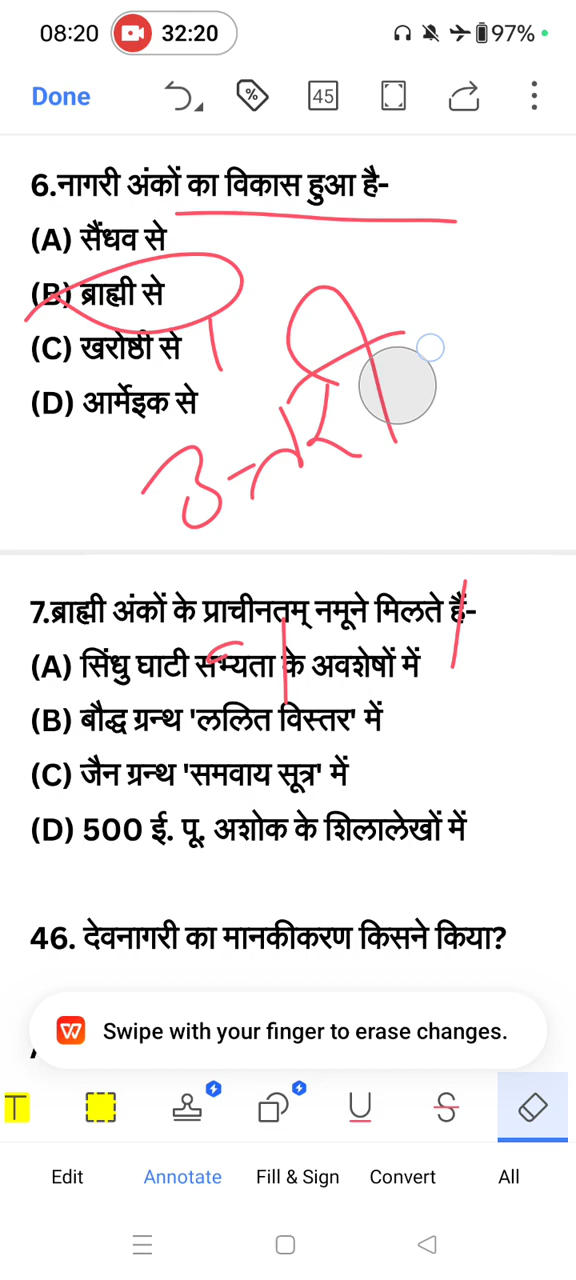 08:20 32:20 97%
Done % 45
6.नागरी अंकों का विकास हुआ है-
(A) सैंधव से
(B) ब्राह्मी से
(C) खरोष्ठी से
(D) आर्मेइक से
7.ब्राह्मी अंकों के प्राचीनतम् नमूने मिलते हैं-
(A) सिंधु घाटी सभ्यता के अवशेषों में
(B) बौद्ध ग्रन्थ 'ललित विस्तर' में
(C) जैन ग्रन्थ 'समवाय सूत्र' में
(D) 500 ई. पू. अशोक के शिलालेखों में
46. देवनागरी का मानकीकरण किसने किया?
Swipe with your finger to erase changes.
T U S
Edit Annotate Fill & Sign Convert All